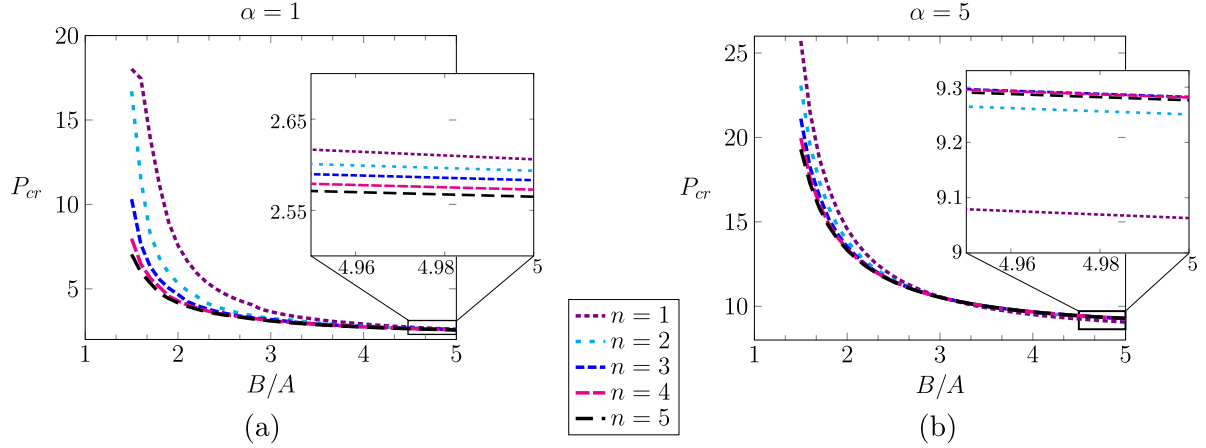 α = 1
20
15
10
5
P_cr
1 2 3 4 5
B/A
2.65
2.55
4.96 4.98 5
(a)
n = 1
n = 2
n = 3
n = 4
n = 5
α = 5
25
20
15
10
P_cr
1 2 3 4 5
B/A
9.3
9.2
9.1
9
4.96 4.98 5
(b)